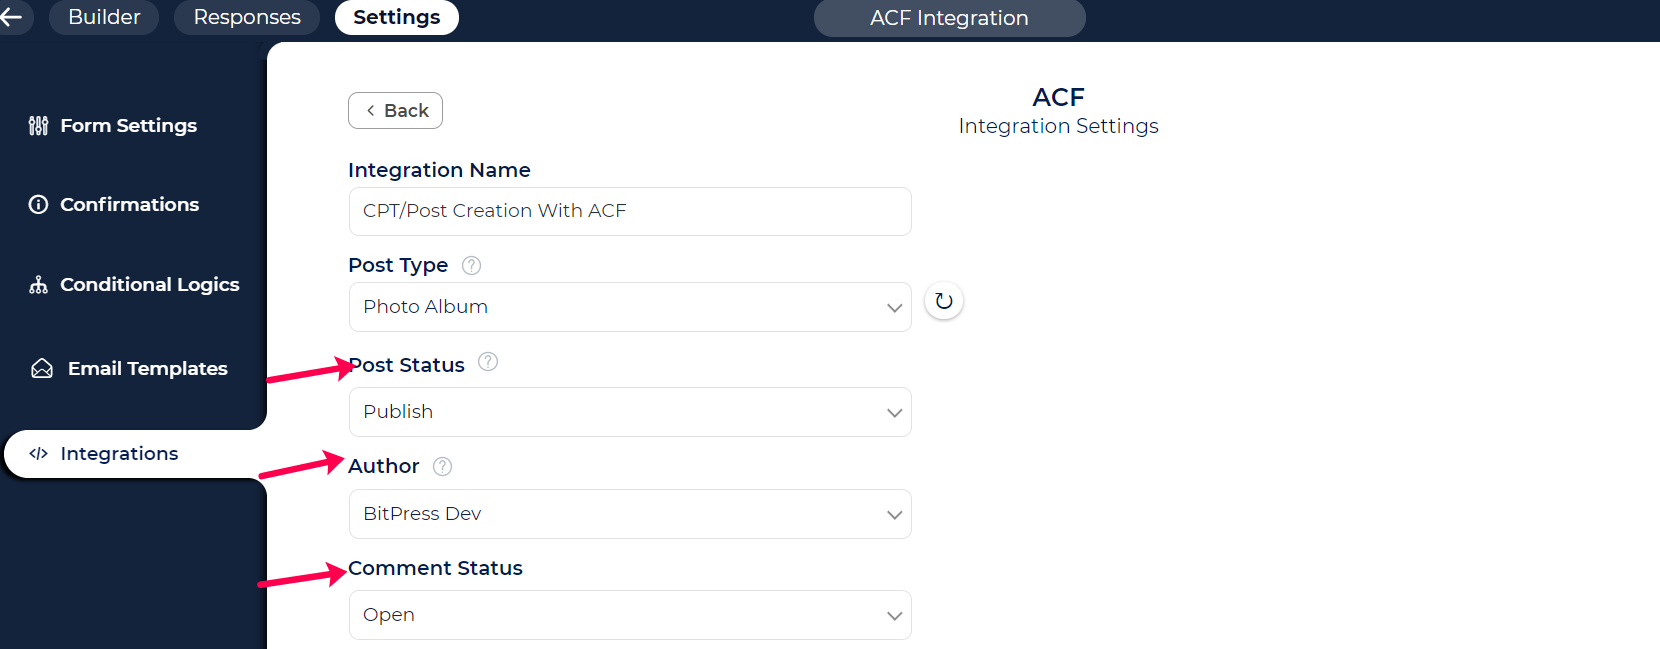 Builder
Responses
Settings
ACF Integration
Form Settings
Confirmations
Conditional Logics
Email Templates
Integrations
Back
ACF
Integration Settings
Integration Name
CPT/Post Creation With ACF
Post Type ?
Photo Album
Post Status ?
Publish
Author ?
BitPress Dev
Comment Status
Open